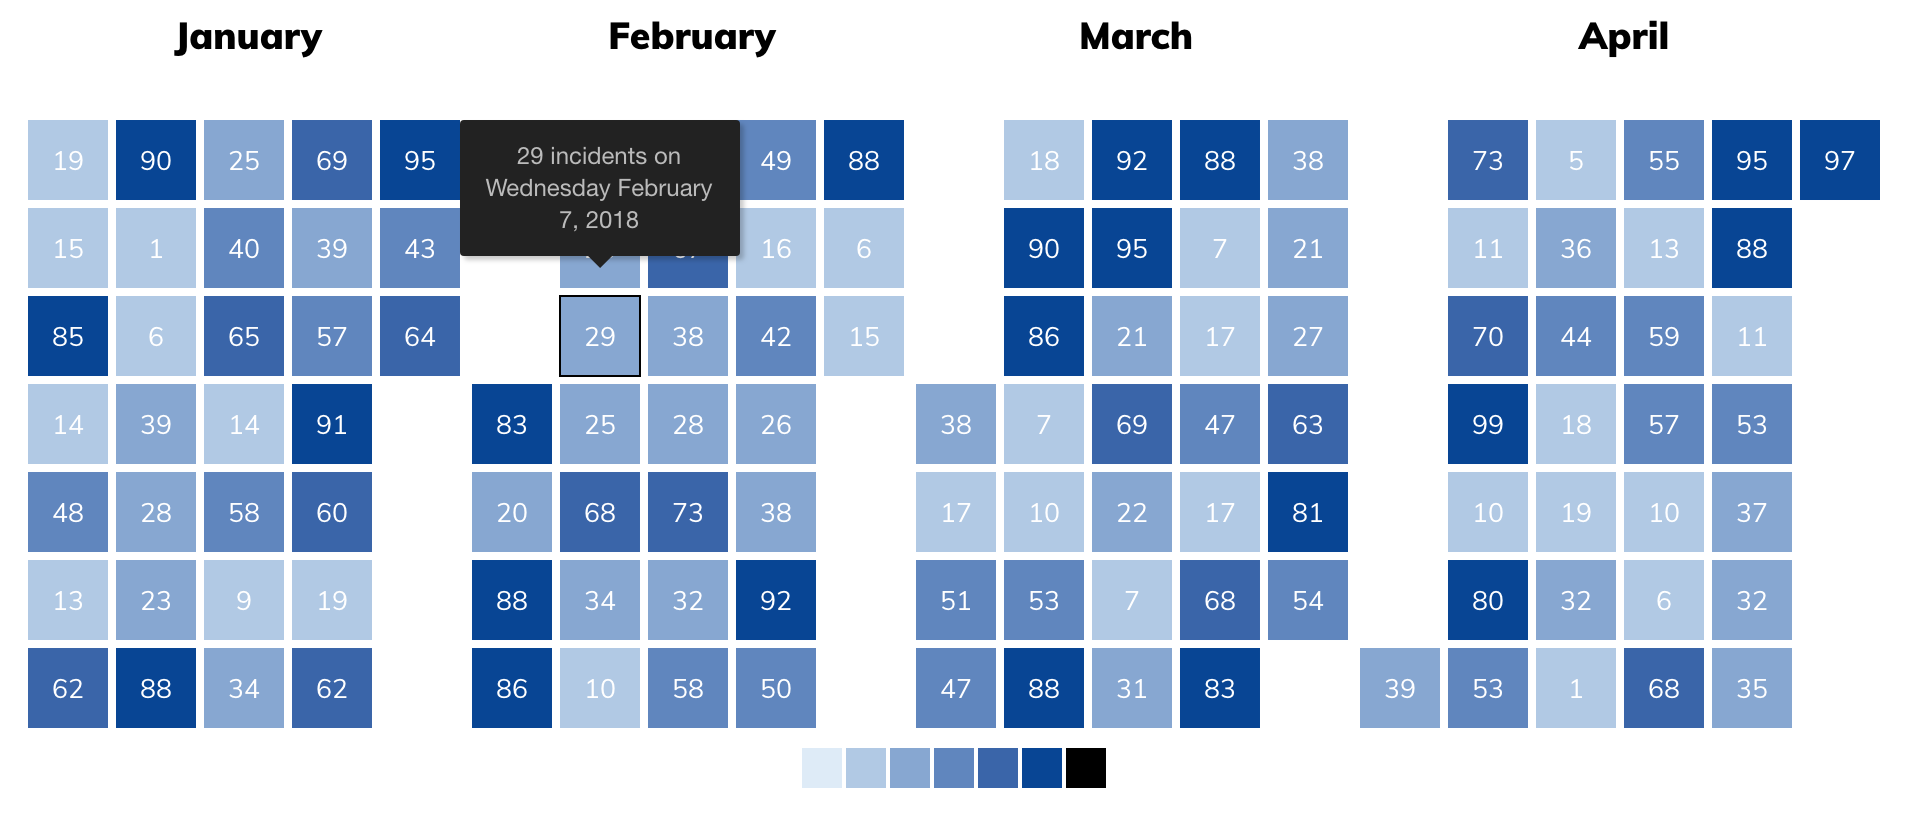 January February March April
19 90 25 69 95 49 88 18 92 88 38 73 5 55 95 97
29 incidents on
Wednesday February
7, 2018
15 1 40 39 43 16 6 90 95 7 21 11 36 13 88
85 6 65 57 64 29 38 42 15 86 21 17 27 70 44 59 11
14 39 14 91 83 25 28 26 38 7 69 47 63 99 18 57 53
48 28 58 60 20 68 73 38 17 10 22 17 81 10 19 10 37
13 23 9 19 88 34 32 92 51 53 7 68 54 80 32 6 32
62 88 34 62 86 10 58 50 47 88 31 83 39 53 1 68 35